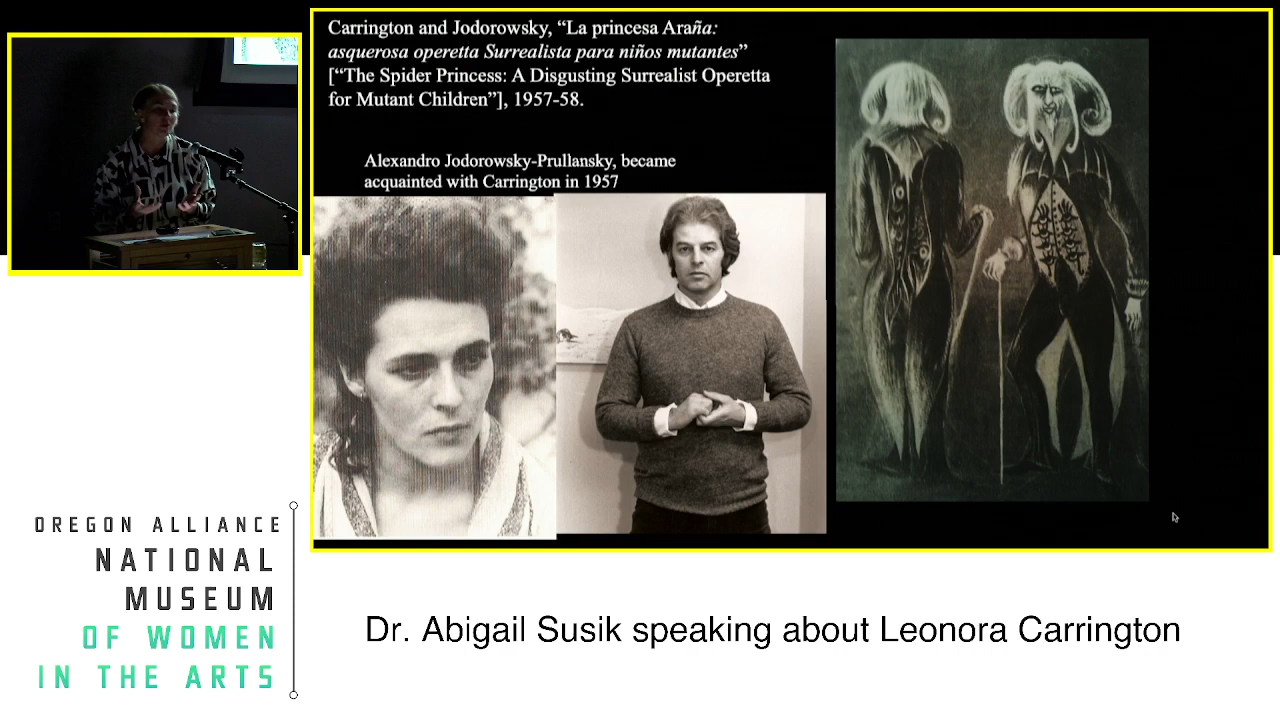 Carrington and Jodorowsky, “La princesa Araña:
asquerosa operetta Surrealista para niños mutantes”
[“The Spider Princess: A Disgusting Surrealist Operetta
for Mutant Children”], 1957-58.
Alexandro Jodorowsky-Prullansky, became
acquainted with Carrington in 1957
OREGON ALLIANCE
NATIONAL
MUSEUM
OF WOMEN
IN THE ARTS
Dr. Abigail Susik speaking about Leonora Carrington